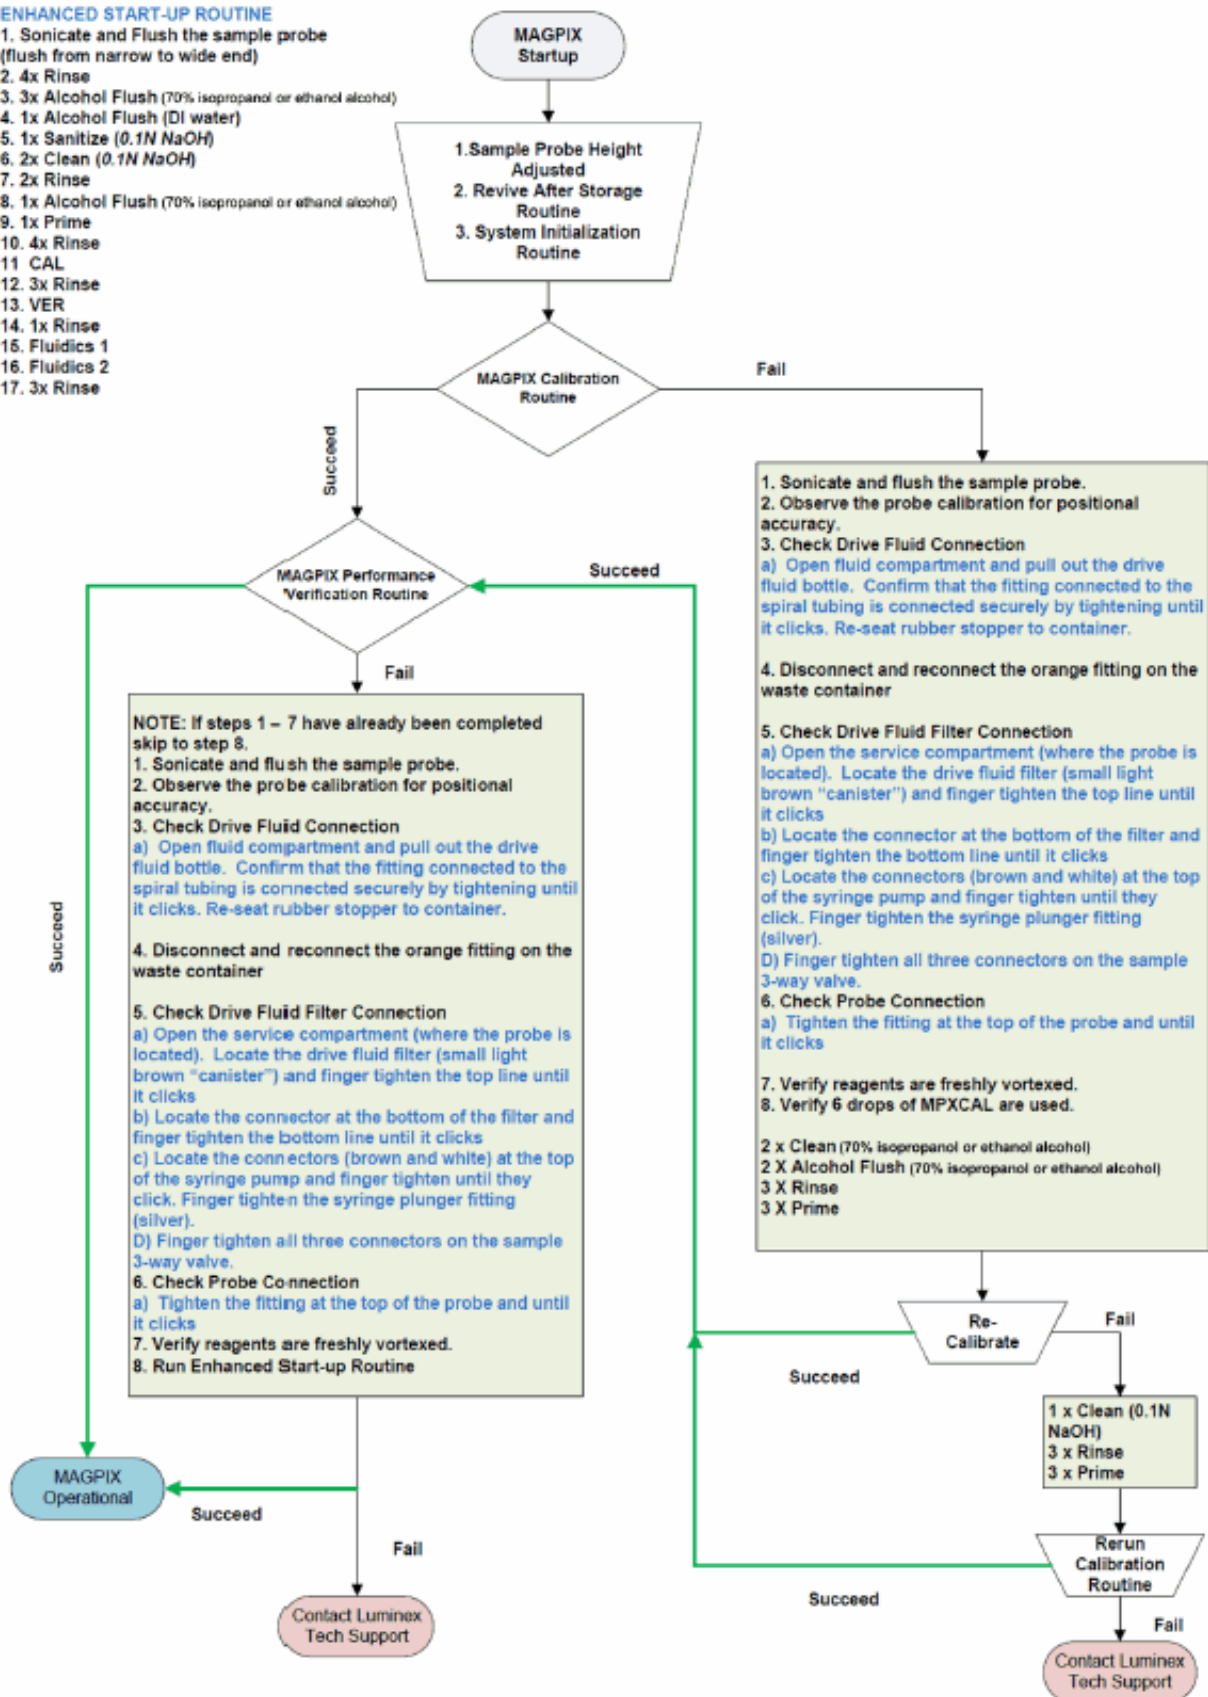 ENHANCED START-UP ROUTINE
1. Sonicate and Flush the sample probe
(flush from narrow to wide end)
2. 4x Rinse
3. 3x Alcohol Flush (70% isopropanol or ethanol alcohol)
4. 1x Alcohol Flush (DI water)
5. 1x Sanitize (0.1N NaOH)
6. 2x Clean (0.1N NaOH)
7. 2x Rinse
8. 1x Alcohol Flush (70% isopropanol or ethanol alcohol)
9. 1x Prime
10. 4x Rinse
11 CAL
12. 3x Rinse
13. VER
14. 1x Rinse
15. Fluidics 1
16. Fluidics 2
17. 3x Rinse
MAGPIX
Startup
1.Sample Probe Height
Adjusted
2. Revive After Storage
Routine
3. System Initialization
Routine
MAGPIX Calibration
Routine
Fail
Succeed
MAGPIX Performance
Verification Routine
Succeed
Fail
Succeed
NOTE: If steps 1 – 7 have already been completed
skip to step 8.
1. Sonicate and flush the sample probe.
2. Observe the probe calibration for positional
accuracy.
3. Check Drive Fluid Connection
a) Open fluid compartment and pull out the drive
fluid bottle. Confirm that the fitting connected to the
spiral tubing is connected securely by tightening until
it clicks. Re-seat rubber stopper to container.
4. Disconnect and reconnect the orange fitting on the
waste container
5. Check Drive Fluid Filter Connection
a) Open the service compartment (where the probe is
located). Locate the drive fluid filter (small light
brown “canister”) and finger tighten the top line until
it clicks
b) Locate the connector at the bottom of the filter and
finger tighten the bottom line until it clicks
c) Locate the connectors (brown and white) at the top
of the syringe pump and finger tighten until they
click. Finger tighten the syringe plunger fitting
(silver).
D) Finger tighten all three connectors on the sample
3-way valve.
6. Check Probe Connection
a) Tighten the fitting at the top of the probe and until
it clicks
7. Verify reagents are freshly vortexed.
8. Run Enhanced Start-up Routine
1. Sonicate and flush the sample probe.
2. Observe the probe calibration for positional
accuracy.
3. Check Drive Fluid Connection
a) Open fluid compartment and pull out the drive
fluid bottle. Confirm that the fitting connected to the
spiral tubing is connected securely by tightening until
it clicks. Re-seat rubber stopper to container.
4. Disconnect and reconnect the orange fitting on the
waste container
5. Check Drive Fluid Filter Connection
a) Open the service compartment (where the probe is
located). Locate the drive fluid filter (small light
brown “canister”) and finger tighten the top line until
it clicks
b) Locate the connector at the bottom of the filter and
finger tighten the bottom line until it clicks
c) Locate the connectors (brown and white) at the top
of the syringe pump and finger tighten until they
click. Finger tighten the syringe plunger fitting
(silver).
D) Finger tighten all three connectors on the sample
3-way valve.
6. Check Probe Connection
a) Tighten the fitting at the top of the probe and until
it clicks
7. Verify reagents are freshly vortexed.
8. Verify 6 drops of MPXCAL are used.
2 x Clean (70% isopropanol or ethanol alcohol)
2 X Alcohol Flush (70% isopropanol or ethanol alcohol)
3 X Rinse
3 X Prime
Re-
Calibrate
Fail
Succeed
1 x Clean (0.1N
NaOH)
3 x Rinse
3 x Prime
Rerun
Calibration
Routine
Succeed
Fail
Contact Luminex
Tech Support
MAGPIX
Operational
Succeed
Fail
Contact Luminex
Tech Support